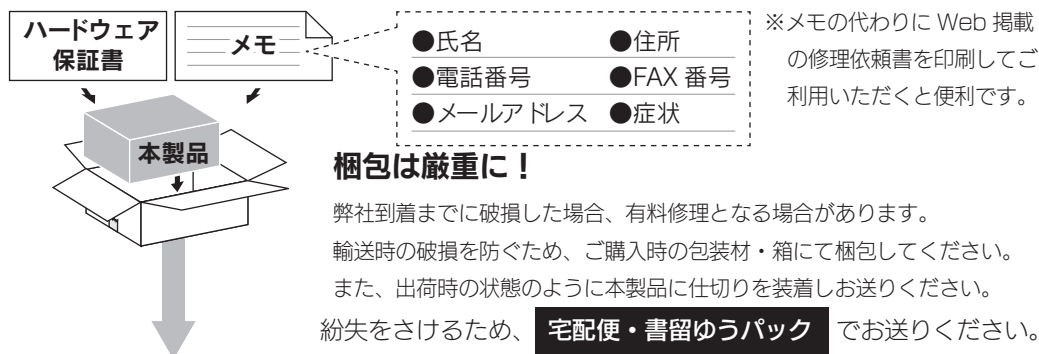 ハードウェア
保証書
メモ
●氏名 ●住所
●電話番号 ●FAX 番号
●メールアドレス ●症状
※メモの代わりに Web 掲載
の修理依頼書を印刷してご
利用いただくと便利です。
本製品
梱包は厳重に！
弊社到着までに破損した場合、有料修理となる場合があります。
輸送時の破損を防ぐため、ご購入時の包装材・箱にて梱包してください。
また、出荷時の状態のように本製品に仕切りを装着しお送りください。
紛失をさけるため、 宅配便・書留ゆうパック でお送りください。